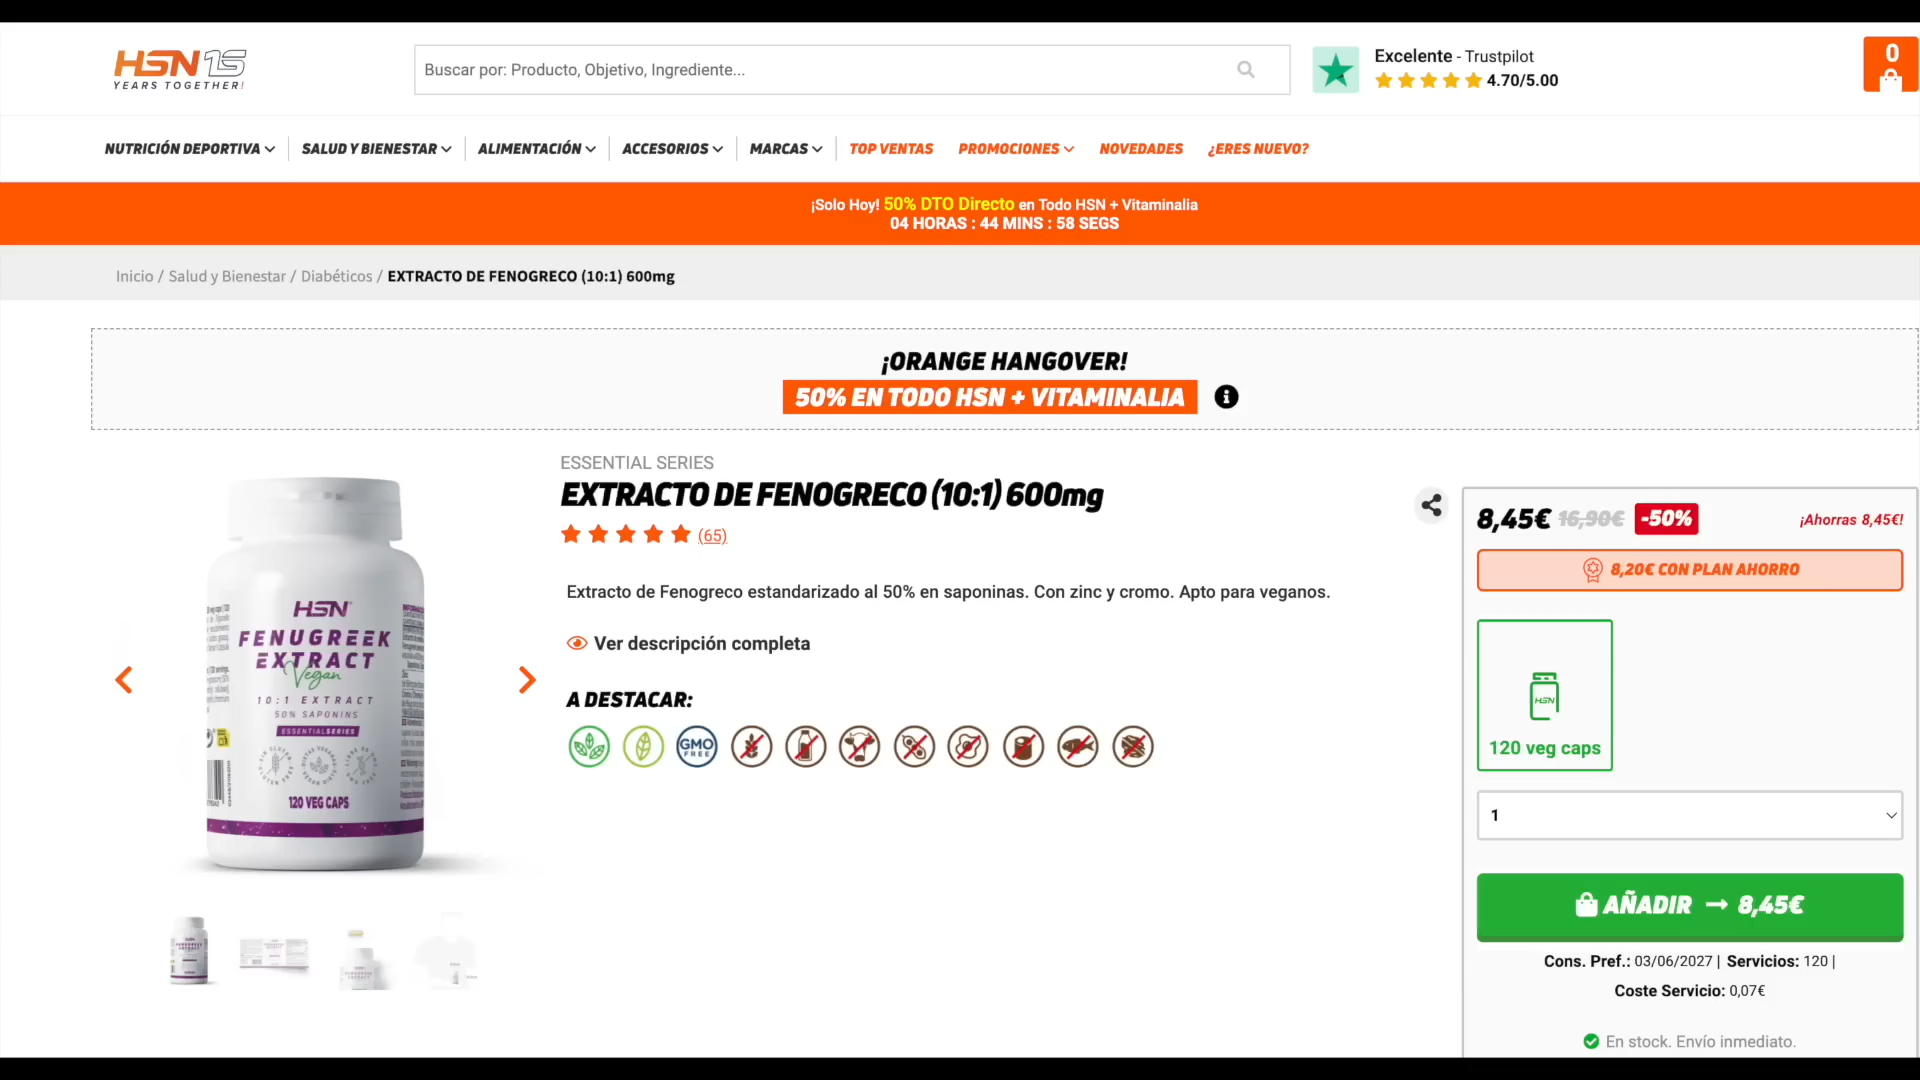 HSN 15
YEARS TOGETHER!
Buscar por: Producto, Objetivo, Ingrediente...
Excelente - Trustpilot
4.70/5.00
0
NUTRICIÓN DEPORTIVA
SALUD Y BIENESTAR
ALIMENTACIÓN
ACCESORIOS
MARCAS
TOP VENTAS
PROMOCIONES
NOVEDADES
¿ERES NUEVO?
¡Solo Hoy! 50% DTO Directo en Todo HSN + Vitaminalia
04 HORAS : 44 MINS : 58 SEGS
Inicio / Salud y Bienestar / Diabéticos / EXTRACTO DE FENOGRECO (10:1) 600mg
¡ORANGE HANGOVER!
50% EN TODO HSN + VITAMINALIA
HSN
FENUGREEK
EXTRACT
Vegan
10:1 EXTRACT
50% SAPONINS
ESSENTIALSERIES
120 VEG CAPS
ESSENTIAL SERIES
EXTRACTO DE FENOGRECO (10:1) 600mg
(65)
Extracto de Fenogreco estandarizado al 50% en saponinas. Con zinc y cromo. Apto para veganos.
Ver descripción completa
A DESTACAR:
GMO
FREE
8,45€ 16,90€ -50% ¡Ahorras 8,45€!
8,20€ CON PLAN AHORRO
HSN
120 veg caps
1
AÑADIR → 8,45€
Cons. Pref.: 03/06/2027 | Servicios: 120 |
Coste Servicio: 0,07€
En stock. Envío inmediato.